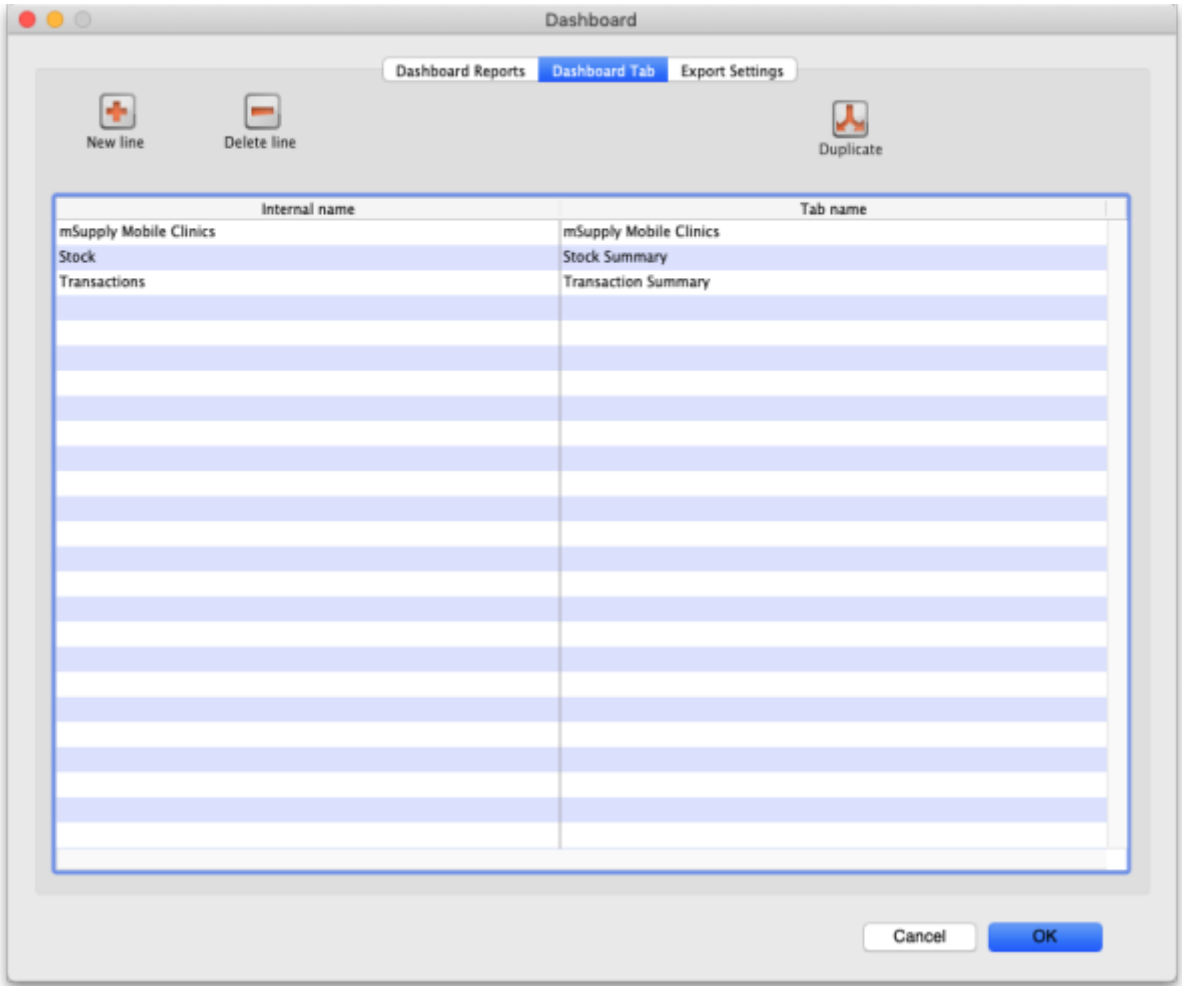 Dashboard
Dashboard Reports Dashboard Tab Export Settings
New line Delete line Duplicate
Internal name Tab name
mSupply Mobile Clinics mSupply Mobile Clinics
Stock Stock Summary
Transactions Transaction Summary
Cancel OK